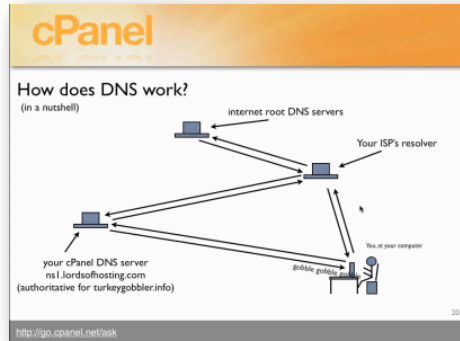 cPanel
How does DNS work?
(in a nutshell)
internet root DNS servers
Your ISP's resolver
You, at your computer
gobble gobble gobble
your cPanel DNS server
ns1.lordsofhosting.com
(authoritative for turkeygobbler.info)
20
http://go.cpanel.net/ask